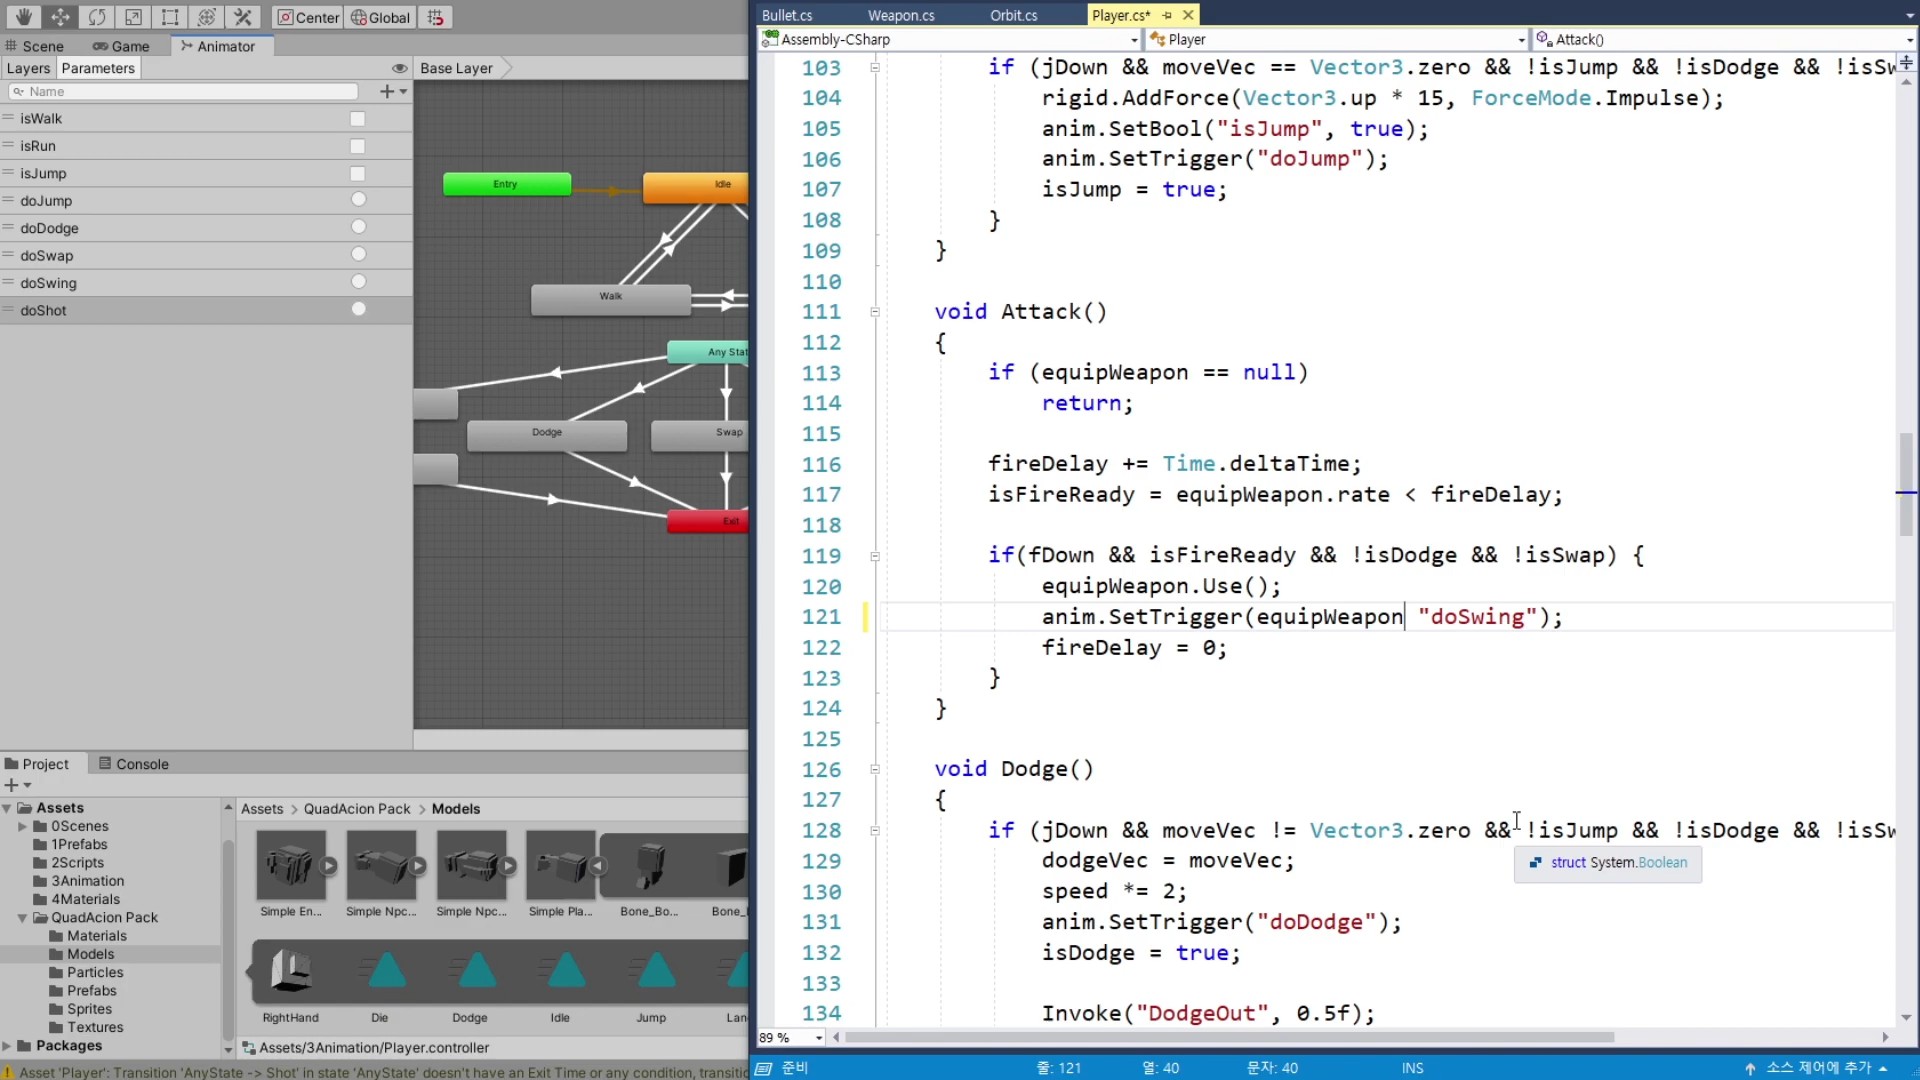 Center
Global
Scene
Game
Animator
Layers
Parameters
Base Layer
Name
isWalk
isRun
isJump
doJump
doDodge
doSwap
doSwing
doShot
Entry
Idle
Walk
Any Stat
Dodge
Swap
Exit
Project
Console
Assets
0Scenes
1Prefabs
2Scripts
3Animation
4Materials
QuadAcion Pack
Materials
Models
Particles
Prefabs
Sprites
Textures
Packages
Assets > QuadAcion Pack > Models
Simple En...
Simple Npc...
Simple Npc...
Simple Pla...
Bone_Bo...
Bone_
RightHand
Die
Dodge
Idle
Jump
Lan
Assets/3Animation/Player.controller
Asset 'Player': Transition 'AnyState -> Shot' in state 'AnyState' doesn't have an Exit Time or any condition, transiti
Bullet.cs
Weapon.cs
Orbit.cs
Player.cs*
Assembly-CSharp
Player
Attack()
103 if (jDown && moveVec == Vector3.zero && !isJump && !isDodge && !isSw
104 rigid.AddForce(Vector3.up * 15, ForceMode.Impulse);
105 anim.SetBool("isJump", true);
106 anim.SetTrigger("doJump");
107 isJump = true;
108 }
109 }
110
111 void Attack()
112 {
113 if (equipWeapon == null)
114 return;
115
116 fireDelay += Time.deltaTime;
117 isFireReady = equipWeapon.rate < fireDelay;
118
119 if(fDown && isFireReady && !isDodge && !isSwap) {
120 equipWeapon.Use();
121 anim.SetTrigger(equipWeapon "doSwing");
122 fireDelay = 0;
123 }
124 }
125
126 void Dodge()
127 {
128 if (jDown && moveVec != Vector3.zero && !isJump && !isDodge && !isSw
129 dodgeVec = moveVec;
130 speed *= 2;
131 anim.SetTrigger("doDodge");
132 isDodge = true;
133
134 Invoke("DodgeOut", 0.5f);
struct System.Boolean
89 %
준비
줄: 121
열: 40
문자: 40
INS
소스 제어에 추가